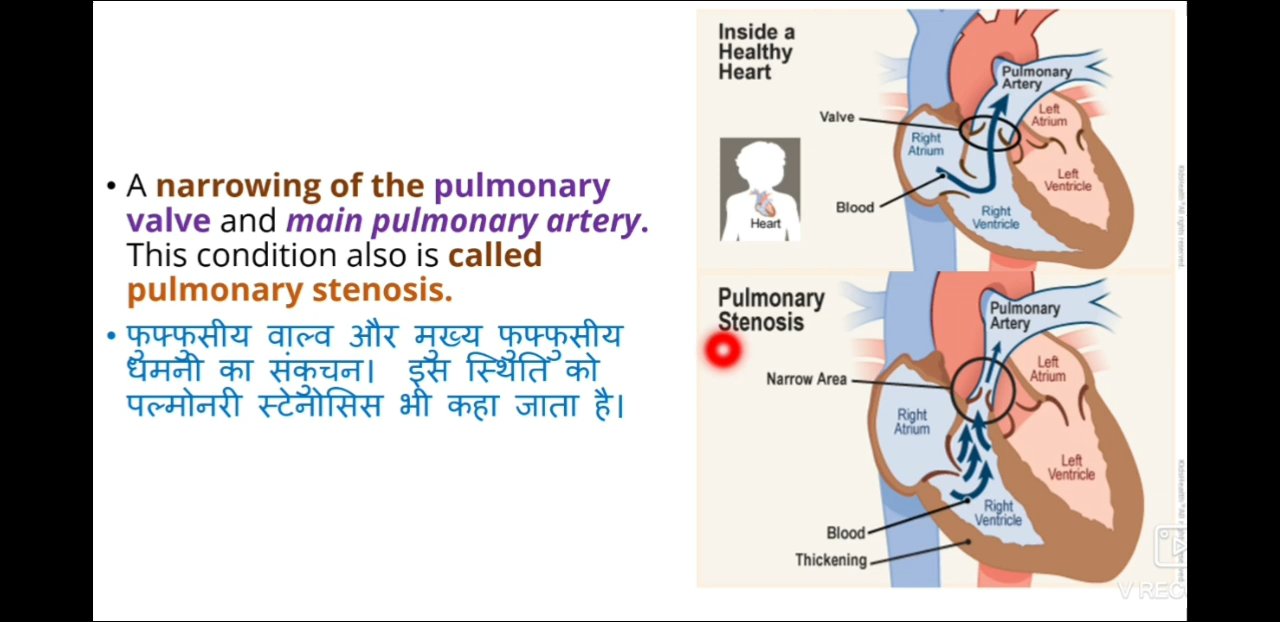 • A narrowing of the pulmonary
valve and main pulmonary artery.
This condition also is called
pulmonary stenosis.
• फुफ्फुसीय वाल्व और मुख्य फुफ्फुसीय
धमनी का संकुचन। इस स्थिति को
पल्मोनरी स्टेनोसिस भी कहा जाता है।
Inside a
Healthy
Heart
Pulmonary
Artery
Valve
Left
Atrium
Right
Atrium
Left
Ventricle
Blood
Right
Ventricle
Heart
Pulmonary
Stenosis
Pulmonary
Artery
Narrow Area
Left
Atrium
Right
Atrium
Left
Ventricle
Right
Ventricle
Blood
Thickening
V REC